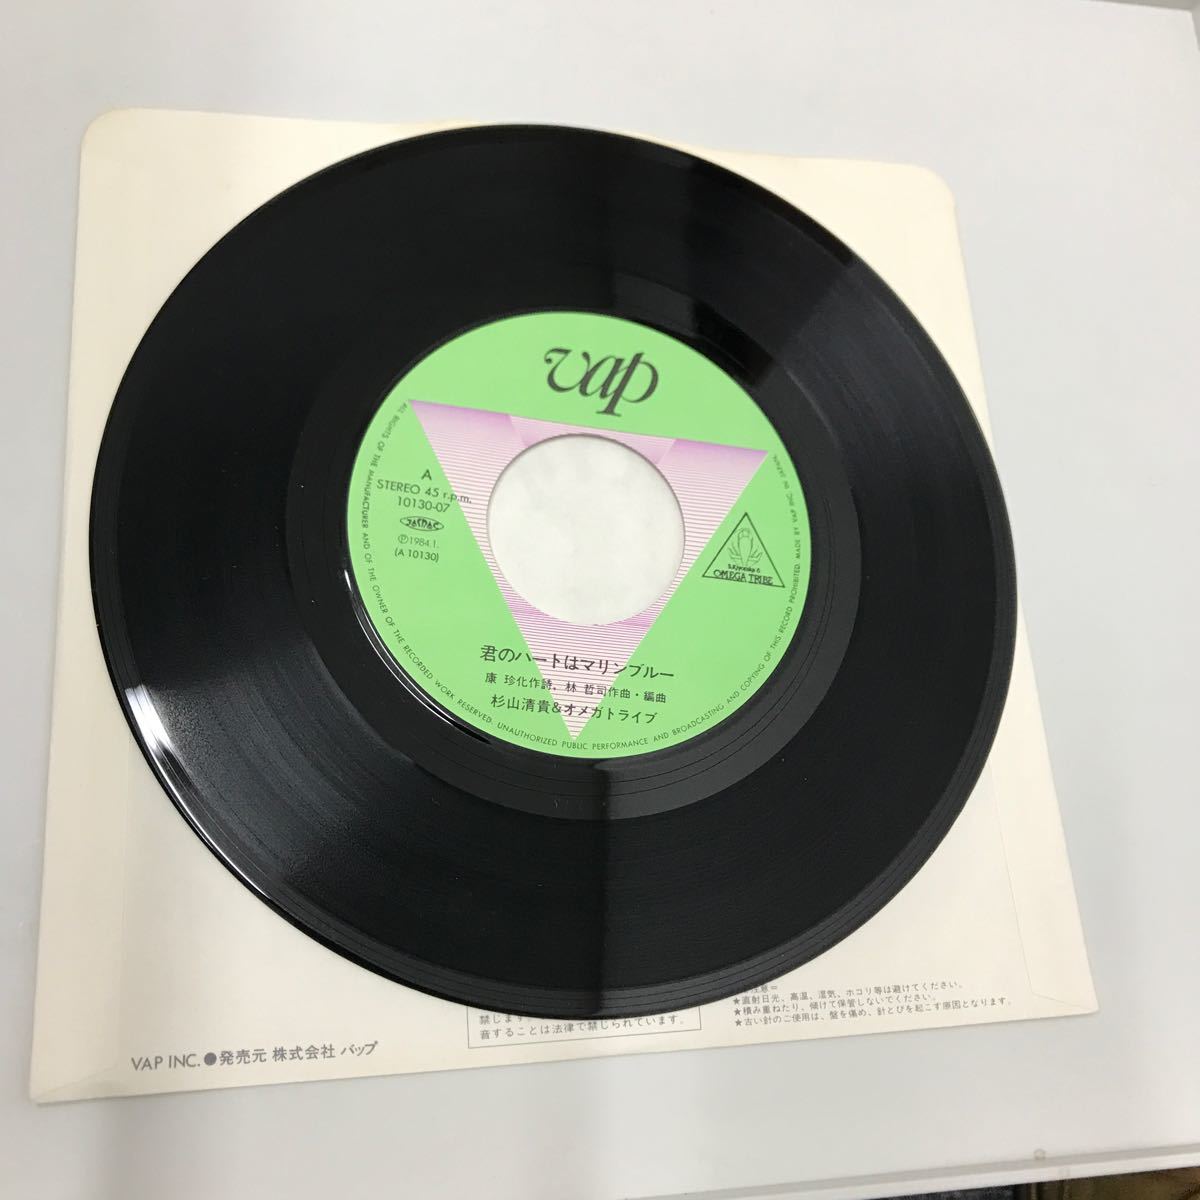 vap
A
STEREO 45 r.p.m.
10130-07
℗1984.1.
(A 10130)
OMEGA TRIBE
君のハートはマリンブルー
康 珍化作詩、林 哲司作曲・編曲
杉山清貴&オメガトライブ
ALL RIGHTS OF THE MANUFACTURER AND OF THE OWNER OF THE RECORDED WORK RESERVED. UNAUTHORIZED PUBLIC PERFORMANCE AND BROADCASTING AND COPYING OF THIS RECORD PROHIBITED. MADE BY VAP INC IN JAPAN.
★直射日光、高温、湿気、ホコリ等は避けてください。
★積み重ねたり、傾けて保管しないでください。
★古い針のご使用は、盤を傷め、針とびを起こす原因となります。
禁じます
音することは法律で禁じられています。
VAP INC.●発売元 株式会社 バップ